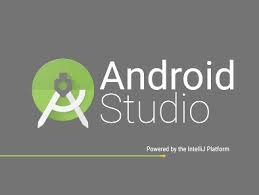 Android
Studio
Powered by the IntelliJ Platform